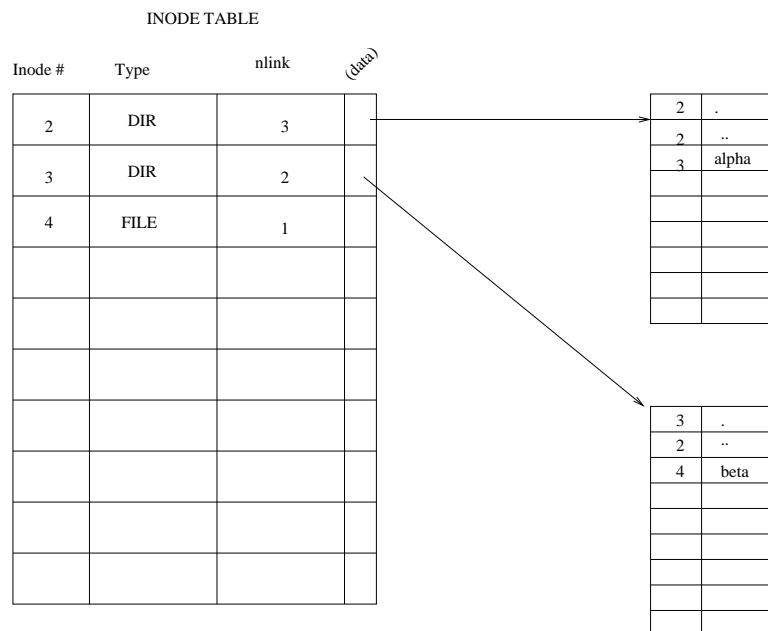 INODE TABLE
Inode # Type nlink (data)
2 DIR 3
3 DIR 2
4 FILE 1
2 .
2 ..
3 alpha
3 .
2 ..
4 beta